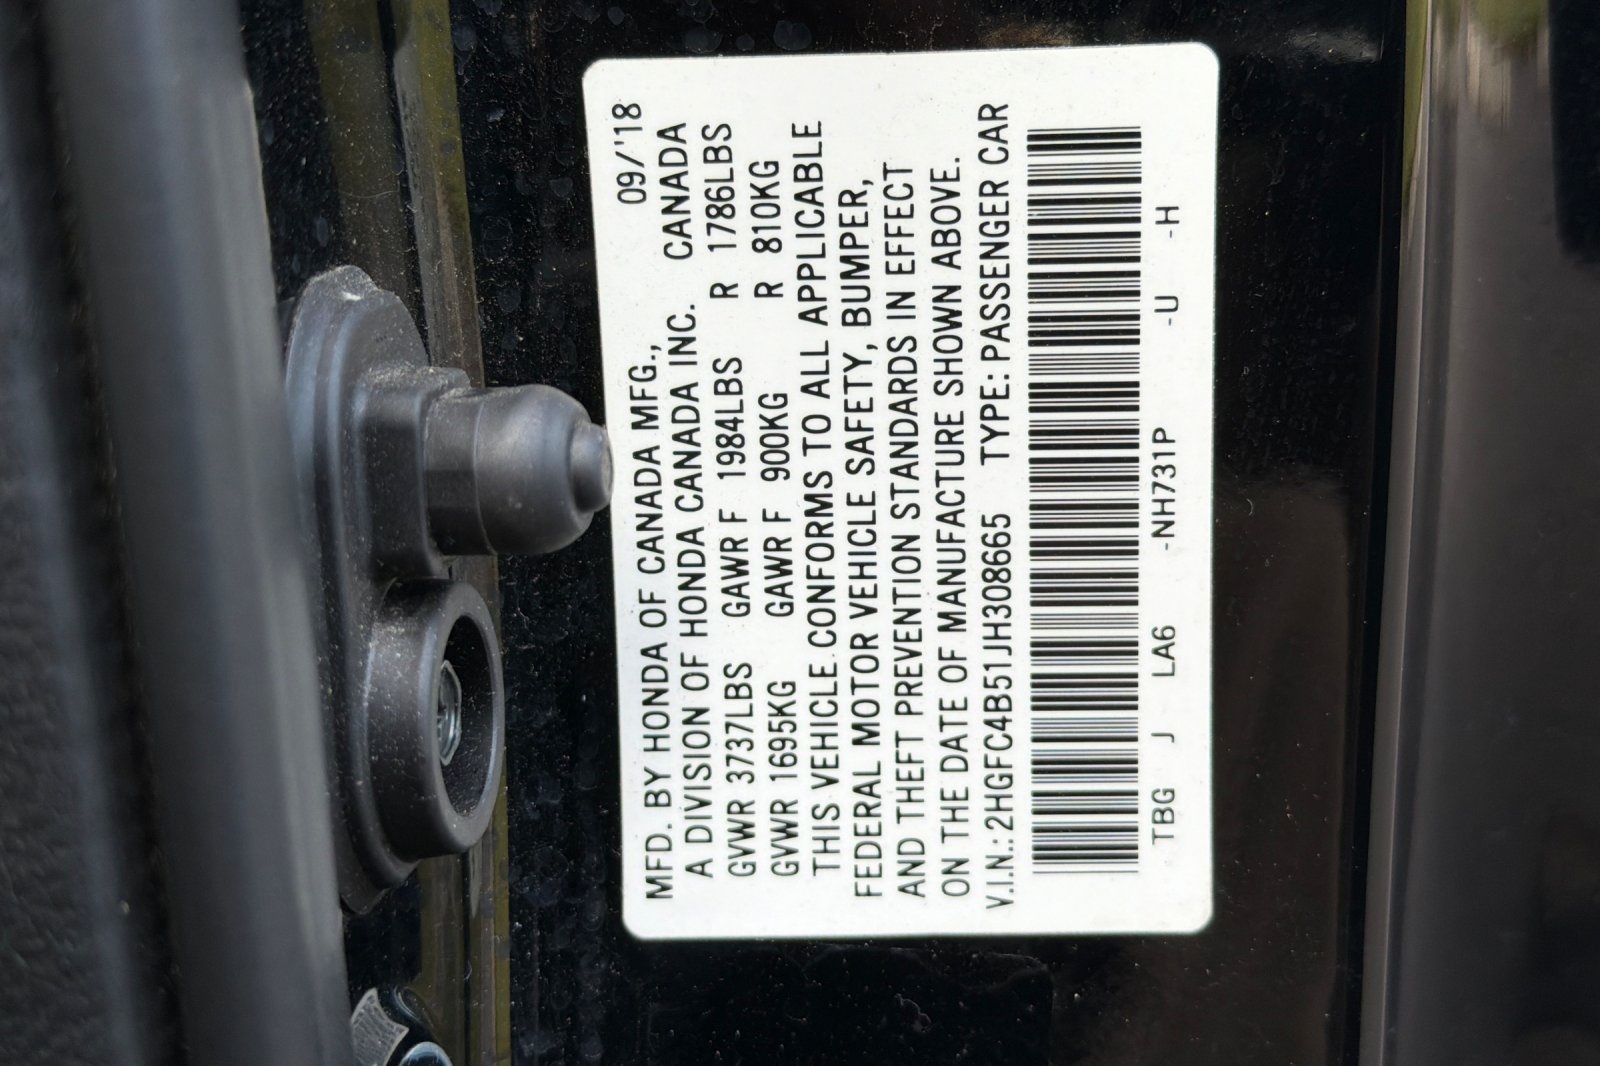 09/'18
MFD. BY HONDA OF CANADA MFG.,
A DIVISION OF HONDA CANADA INC. CANADA
GVWR 3737LBS GAWR F 1984LBS R 1786LBS
GVWR 1695KG GAWR F 900KG R 810KG
THIS VEHICLE CONFORMS TO ALL APPLICABLE
FEDERAL MOTOR VEHICLE SAFETY, BUMPER,
AND THEFT PREVENTION STANDARDS IN EFFECT
ON THE DATE OF MANUFACTURE SHOWN ABOVE.
V.I.N.: 2HGFC4B51JH308665 TYPE: PASSENGER CAR
TBG J LA6 -NH731P -U -H